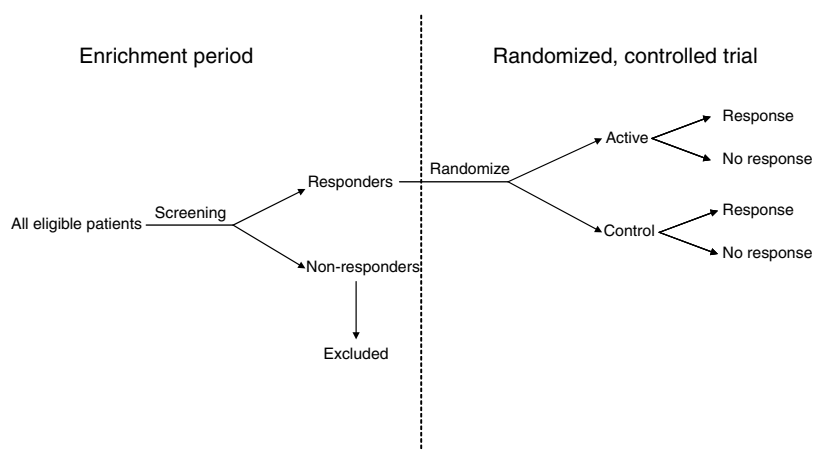 Enrichment period
Randomized, controlled trial
All eligible patients
Screening
Responders
Non-responders
Excluded
Randomize
Active
Response
No response
Control
Response
No response